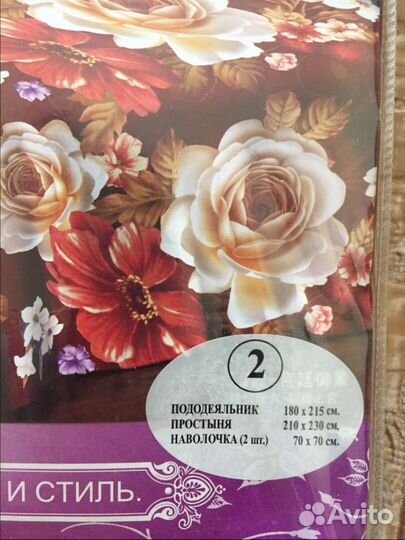 2
ПОДОДЕЯЛЬНИК 180 х 215 см.
ПРОСТЫНЯ 210 х 230 см,
НАВОЛОЧКА (2 шт.) 70 х 70 см.
И СТИЛЬ.
Avito